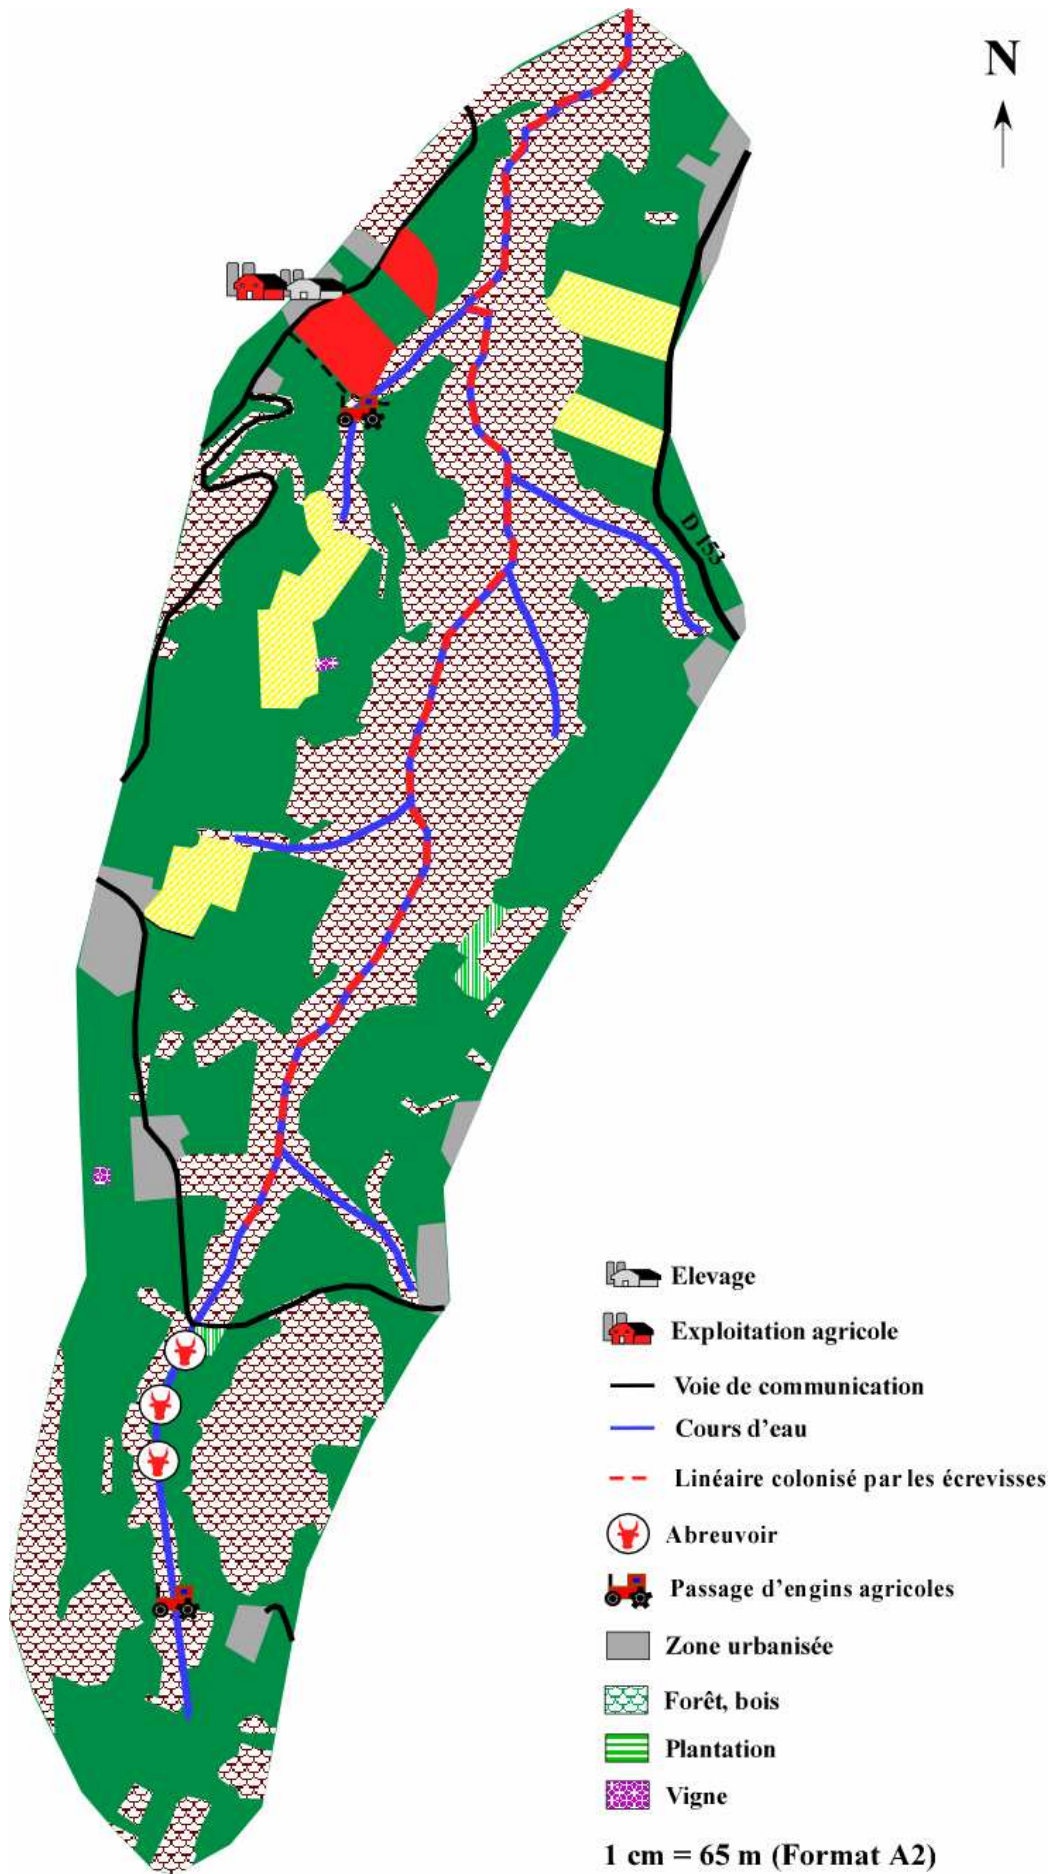 N
D 153
Elevage
Exploitation agricole
Voie de communication
Cours d'eau
Linéaire colonisé par les écrevisses
Abreuvoir
Passage d'engins agricoles
Zone urbanisée
Forêt, bois
Plantation
Vigne
1 cm = 65 m (Format A2)